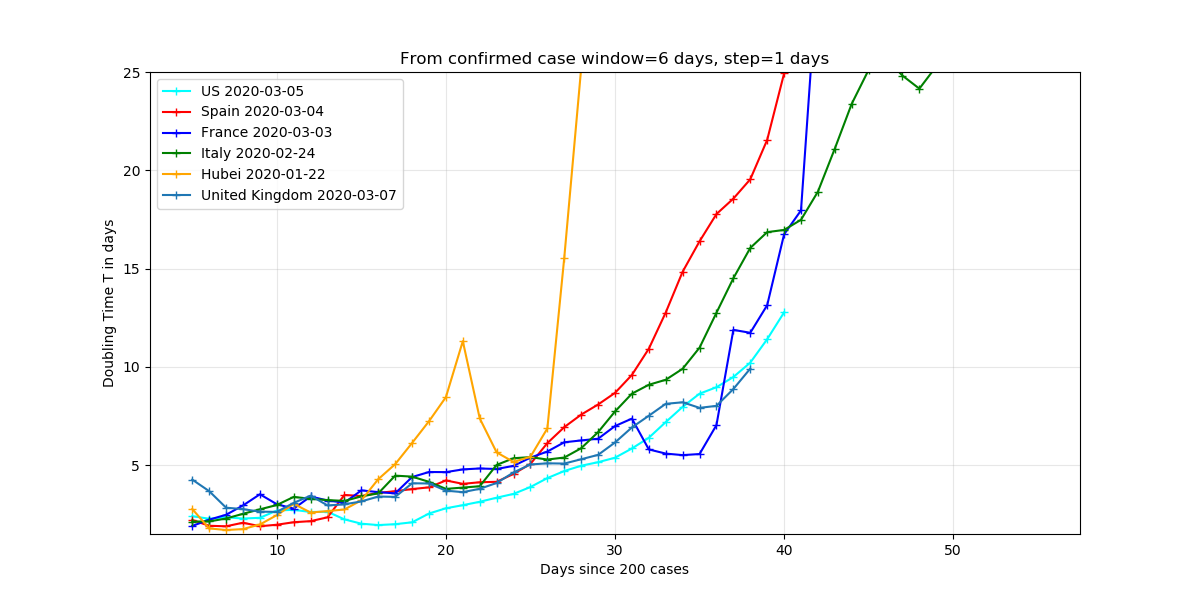 From confirmed case window=6 days, step=1 days
25
20
15
10
5
Doubling Time T in days
US 2020-03-05
Spain 2020-03-04
France 2020-03-03
Italy 2020-02-24
Hubei 2020-01-22
United Kingdom 2020-03-07
10 20 30 40 50
Days since 200 cases